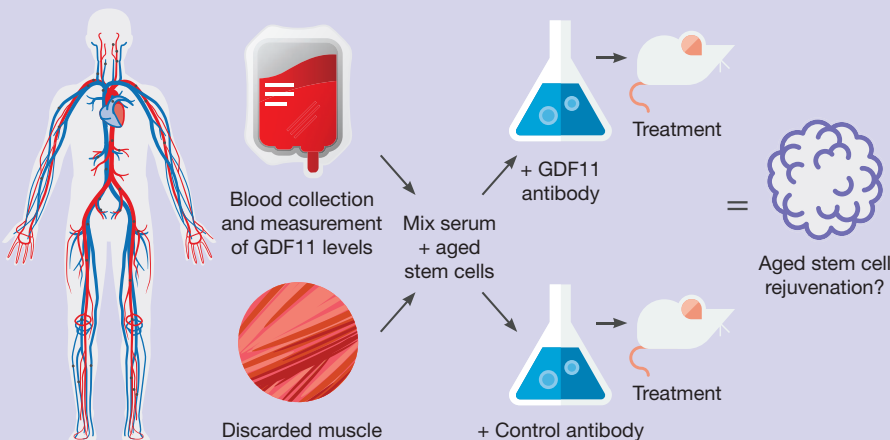 Blood collection
and measurement
of GDF11 levels
Discarded muscle
Mix serum
+ aged
stem cells
+ GDF11
antibody
Treatment
+ Control antibody
Treatment
=
Aged stem cell
rejuvenation?